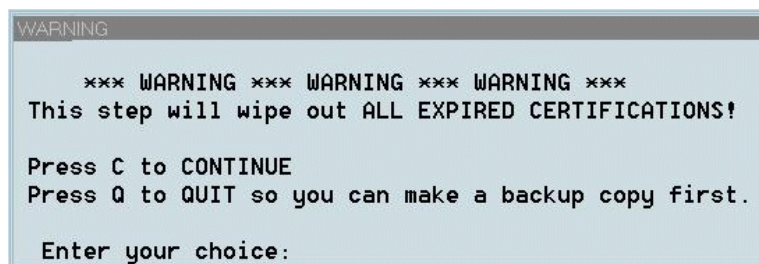 WARNING
*** WARNING *** WARNING *** WARNING ***
This step will wipe out ALL EXPIRED CERTIFICATIONS!
Press C to CONTINUE
Press Q to QUIT so you can make a backup copy first.
Enter your choice: